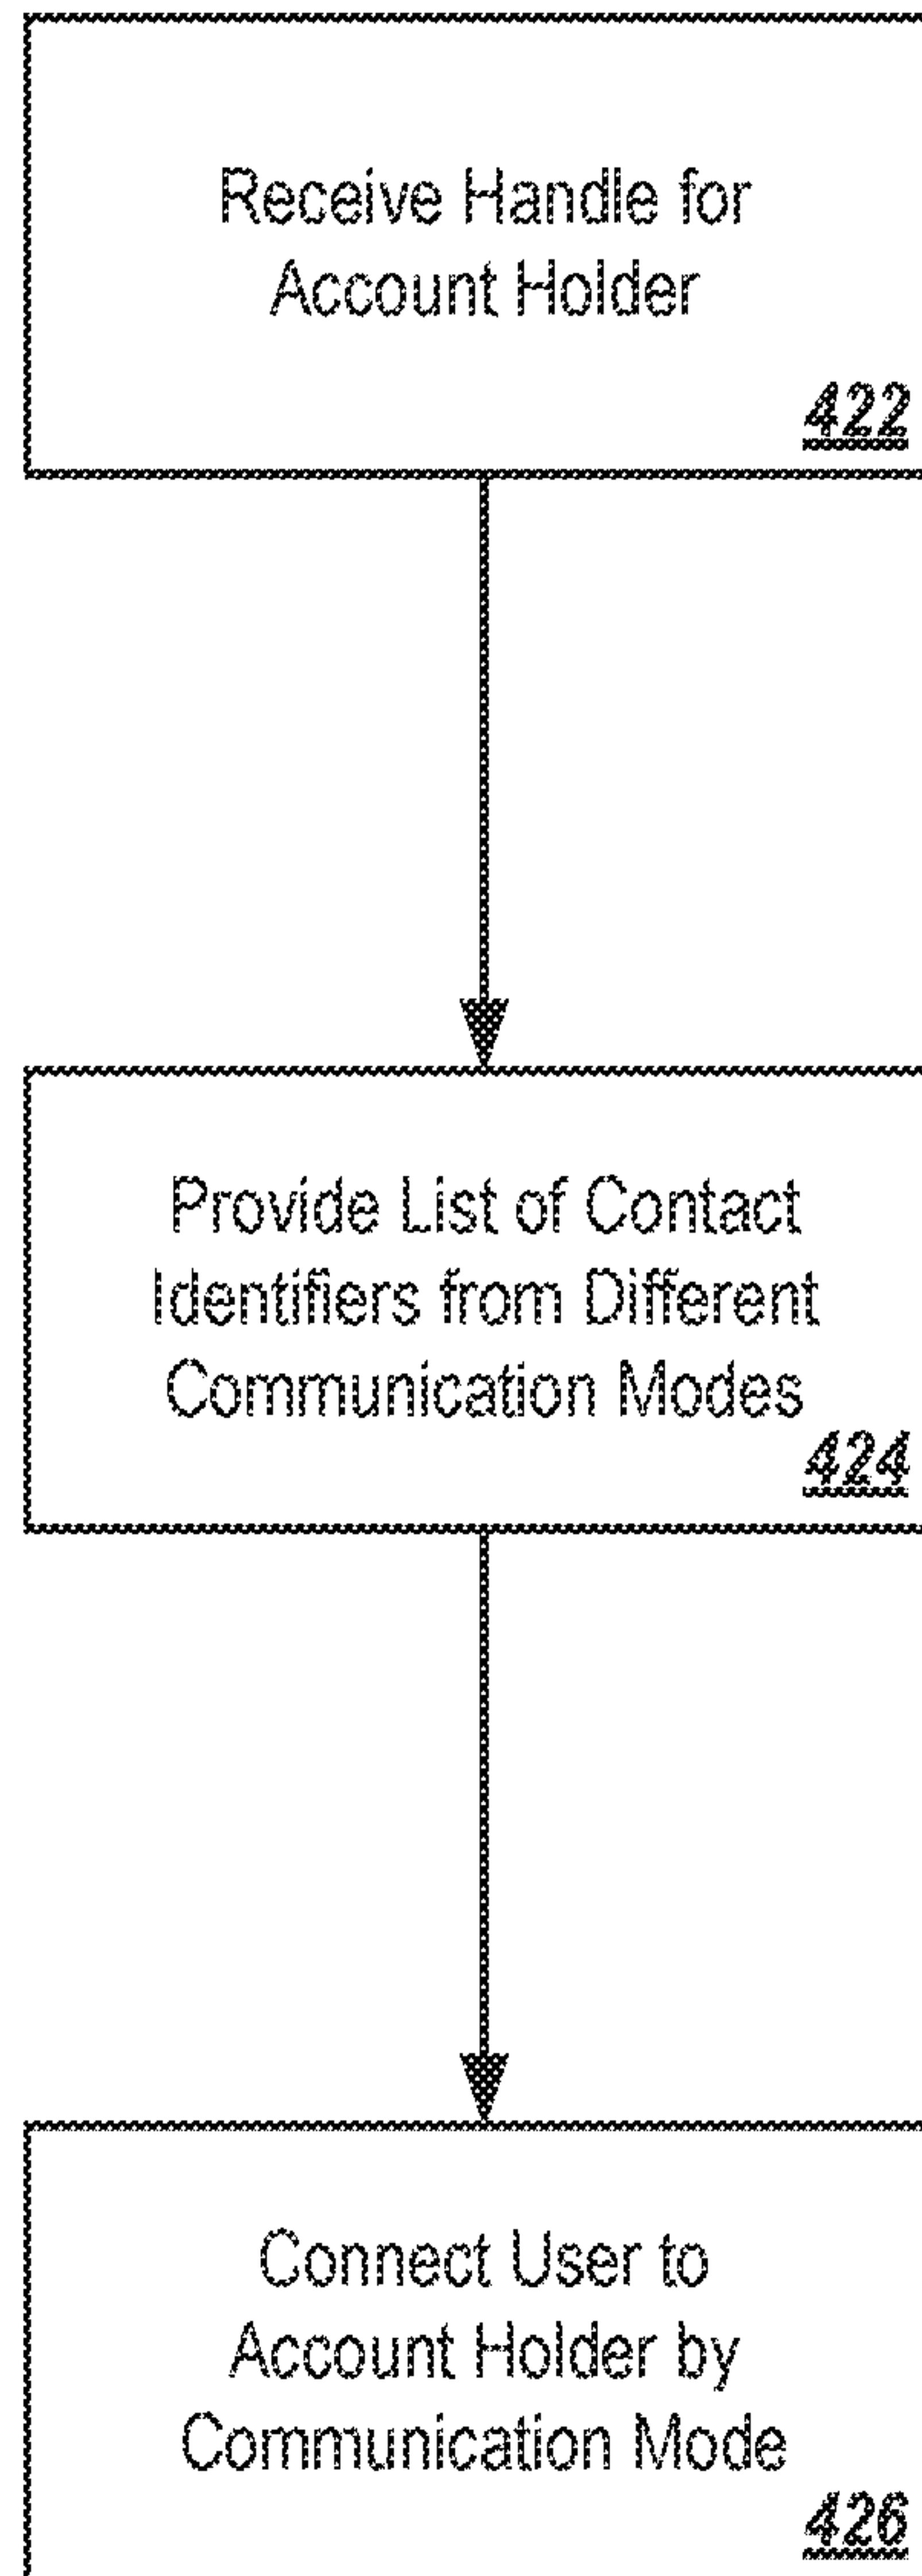 Receive Handle for
Account Holder
422
Provide List of Contact
Identifiers from Different
Communication Modes
424
Connect User to
Account Holder by
Communication Mode
426